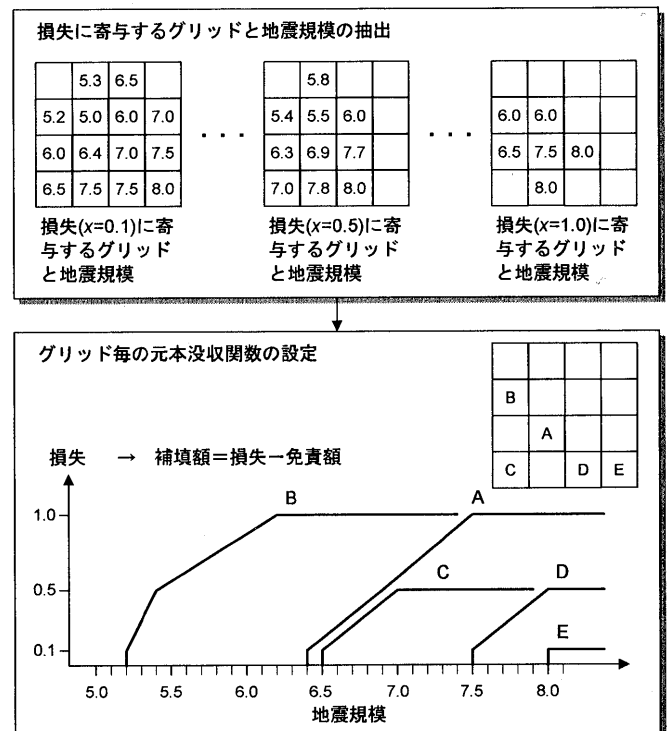 損失に寄与するグリッドと地震規模の抽出
5.3 6.5
5.2 5.0 6.0 7.0
6.0 6.4 7.0 7.5
6.5 7.5 7.5 8.0
損失(x=0.1)に寄
与するグリッド
と地震規模
・・・
5.8
5.4 5.5 6.0
6.3 6.9 7.7
7.0 7.8 8.0
損失(x=0.5)に寄
与するグリッド
と地震規模
・・・
6.0 6.0
6.5 7.5 8.0
8.0
損失(x=1.0)に寄
与するグリッド
と地震規模
グリッド毎の元本没収関数の設定
B
A
C D E
損失 → 補填額=損失ー免責額
1.0
0.5
0.1
B
A
C
D
E
5.0 5.5 6.0 6.5 7.0 7.5 8.0
地震規模